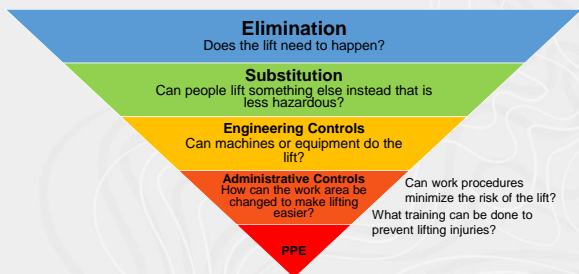 Elimination
Does the lift need to happen?
Substitution
Can people lift something else instead that is
less hazardous?
Engineering Controls
Can machines or equipment do the
lift?
Administrative Controls
How can the work area be
changed to make lifting
easier?
Can work procedures
minimize the risk of the lift?
What training can be done to
prevent lifting injuries?
PPE